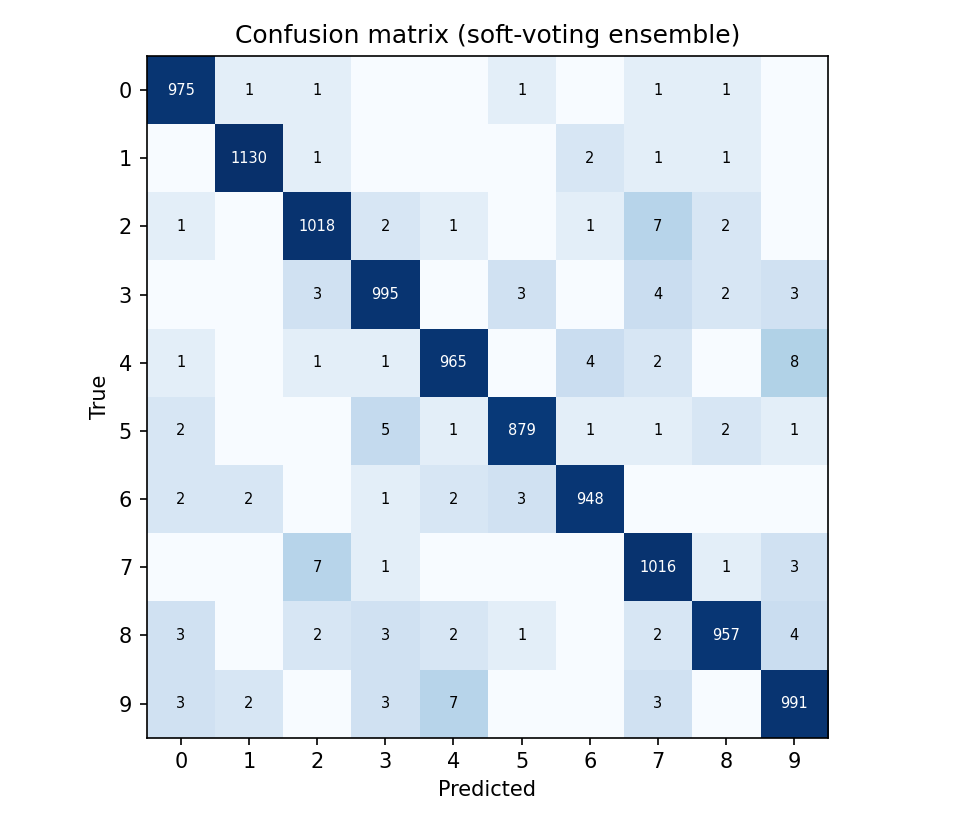 Confusion matrix (soft-voting ensemble)
0 975 1 1 1 1 1
1 1130 1 2 1 1
2 1 1018 2 1 1 7 2
3 3 995 3 4 2 3
4 1 1 1 965 4 2 8
5 2 5 1 879 1 1 2 1
6 2 2 1 2 3 948
7 7 1 1016 1 3
8 3 2 3 2 1 2 957 4
9 3 2 3 7 3 991
True
0 1 2 3 4 5 6 7 8 9
Predicted